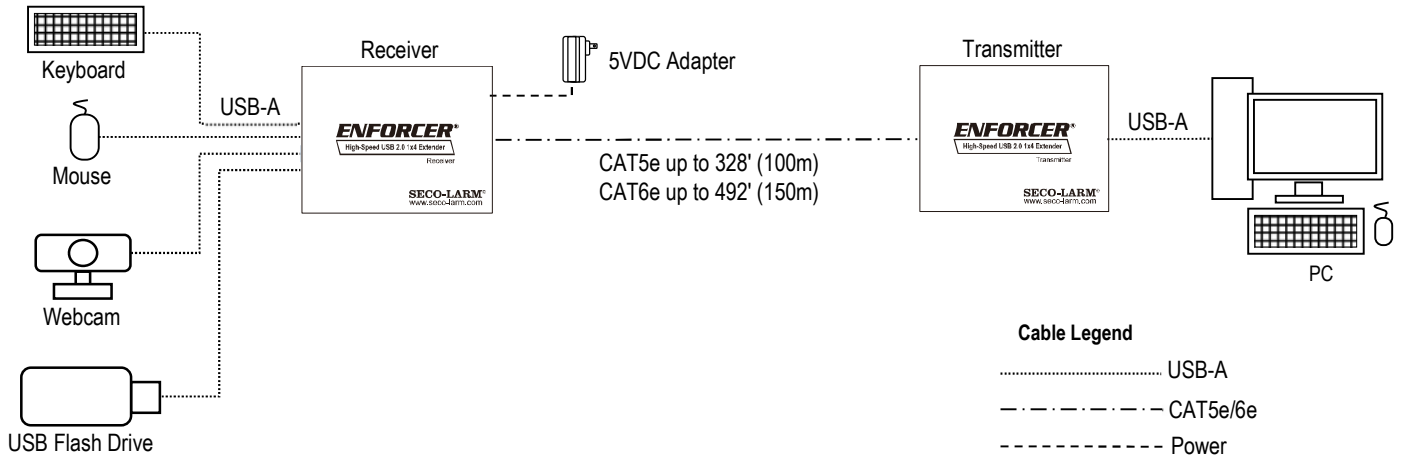 Keyboard
Mouse
Webcam
USB Flash Drive
USB-A
Receiver
ENFORCER®
High-Speed USB 2.0 1x4 Extender
Receiver
SECO-LARM®
www.seco-larm.com
5VDC Adapter
CAT5e up to 328' (100m)
CAT6e up to 492' (150m)
Transmitter
ENFORCER®
High-Speed USB 2.0 1x4 Extender
Transmitter
SECO-LARM®
www.seco-larm.com
USB-A
PC
Cable Legend
USB-A
CAT5e/6e
Power